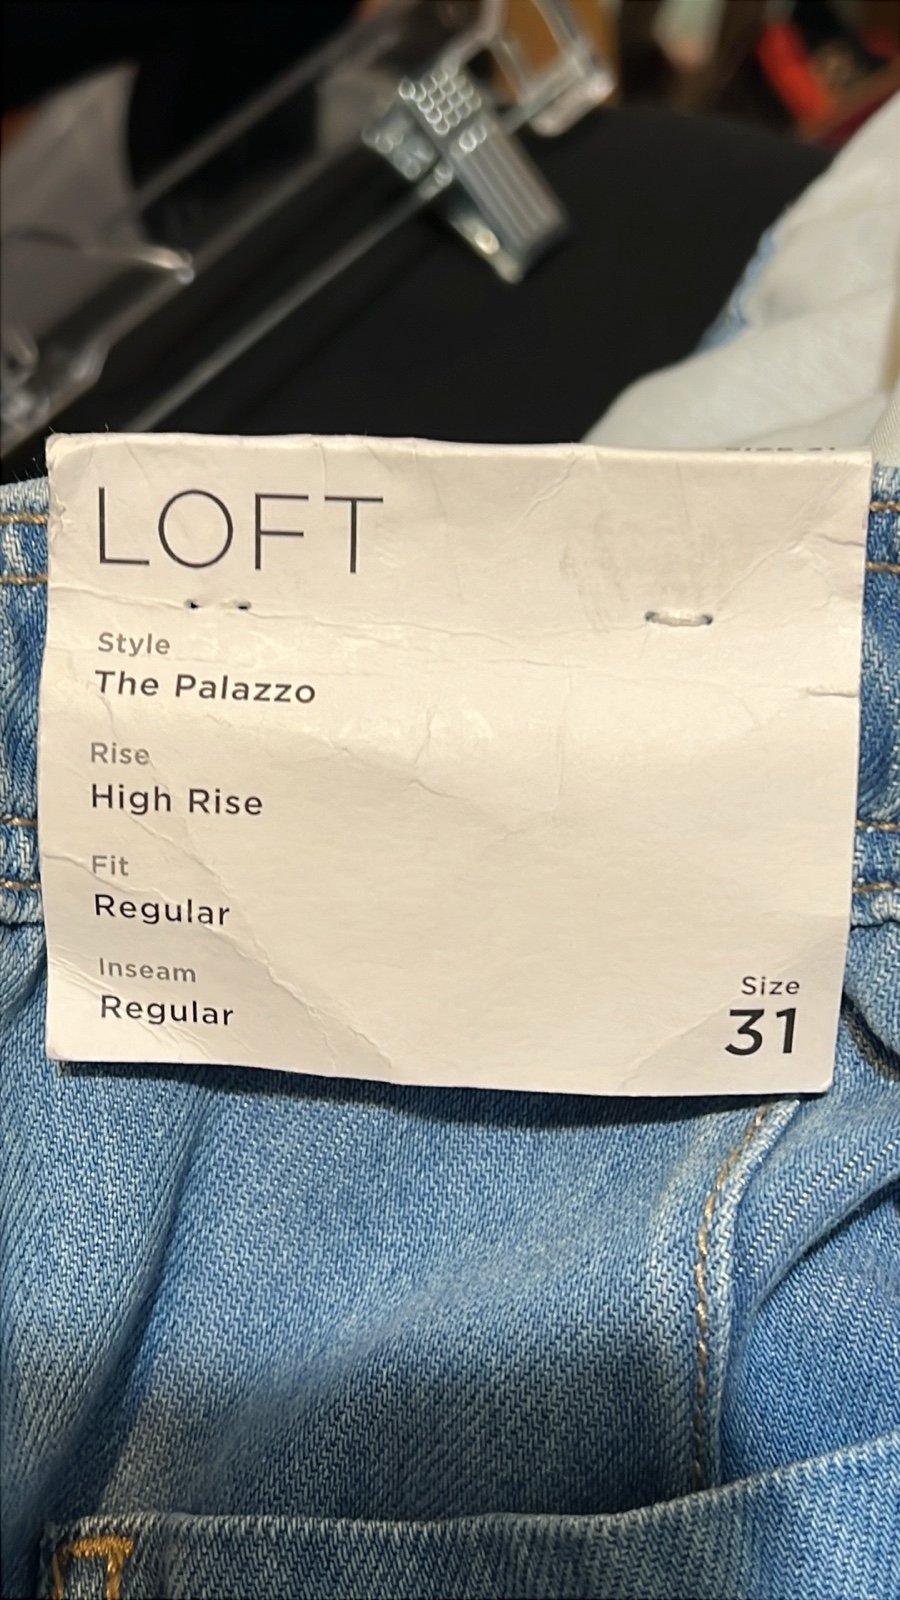 LOFT
Style
The Palazzo
Rise
High Rise
Fit
Regular
Inseam
Regular
Size
31